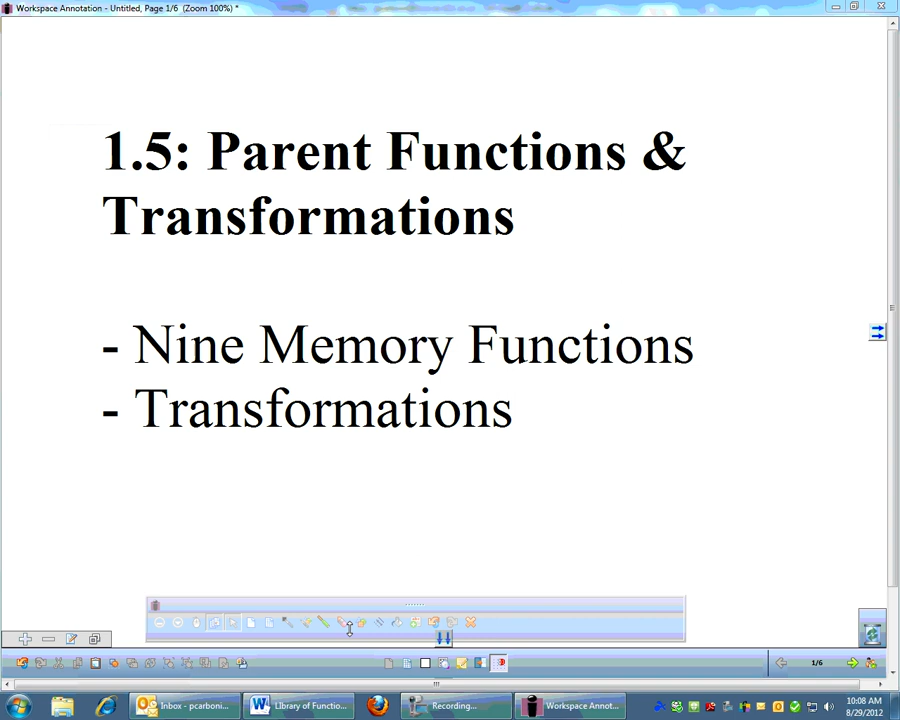 Workspace Annotation - Untitled, Page 1/6 (Zoom 100%) *
1.5: Parent Functions &
Transformations
- Nine Memory Functions
- Transformations
1/6
Inbox - pcarboni...
Library of Functio...
Recording...
Workspace Annot...
10:08 AM
8/29/2012